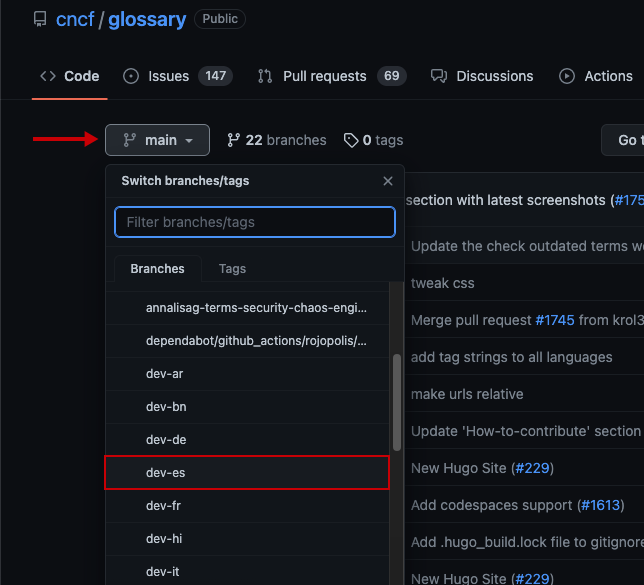 cncf / glossary Public
Code Issues 147 Pull requests 69 Discussions Actions
main 22 branches 0 tags Go t
Switch branches/tags
section with latest screenshots (#175
Filter branches/tags
Update the check outdated terms w
Branches Tags
tweak css
annalisag-terms-security-chaos-engi...
Merge pull request #1745 from krol3
dependabot/github_actions/rojopolis/...
add tag strings to all languages
dev-ar
make urls relative
dev-bn
Update 'How-to-contribute' section
dev-de
New Hugo Site (#229)
dev-es
Add codespaces support (#1613)
dev-fr
Add .hugo_build.lock file to gitignore
dev-hi
New Hugo Site (#229)
dev-it